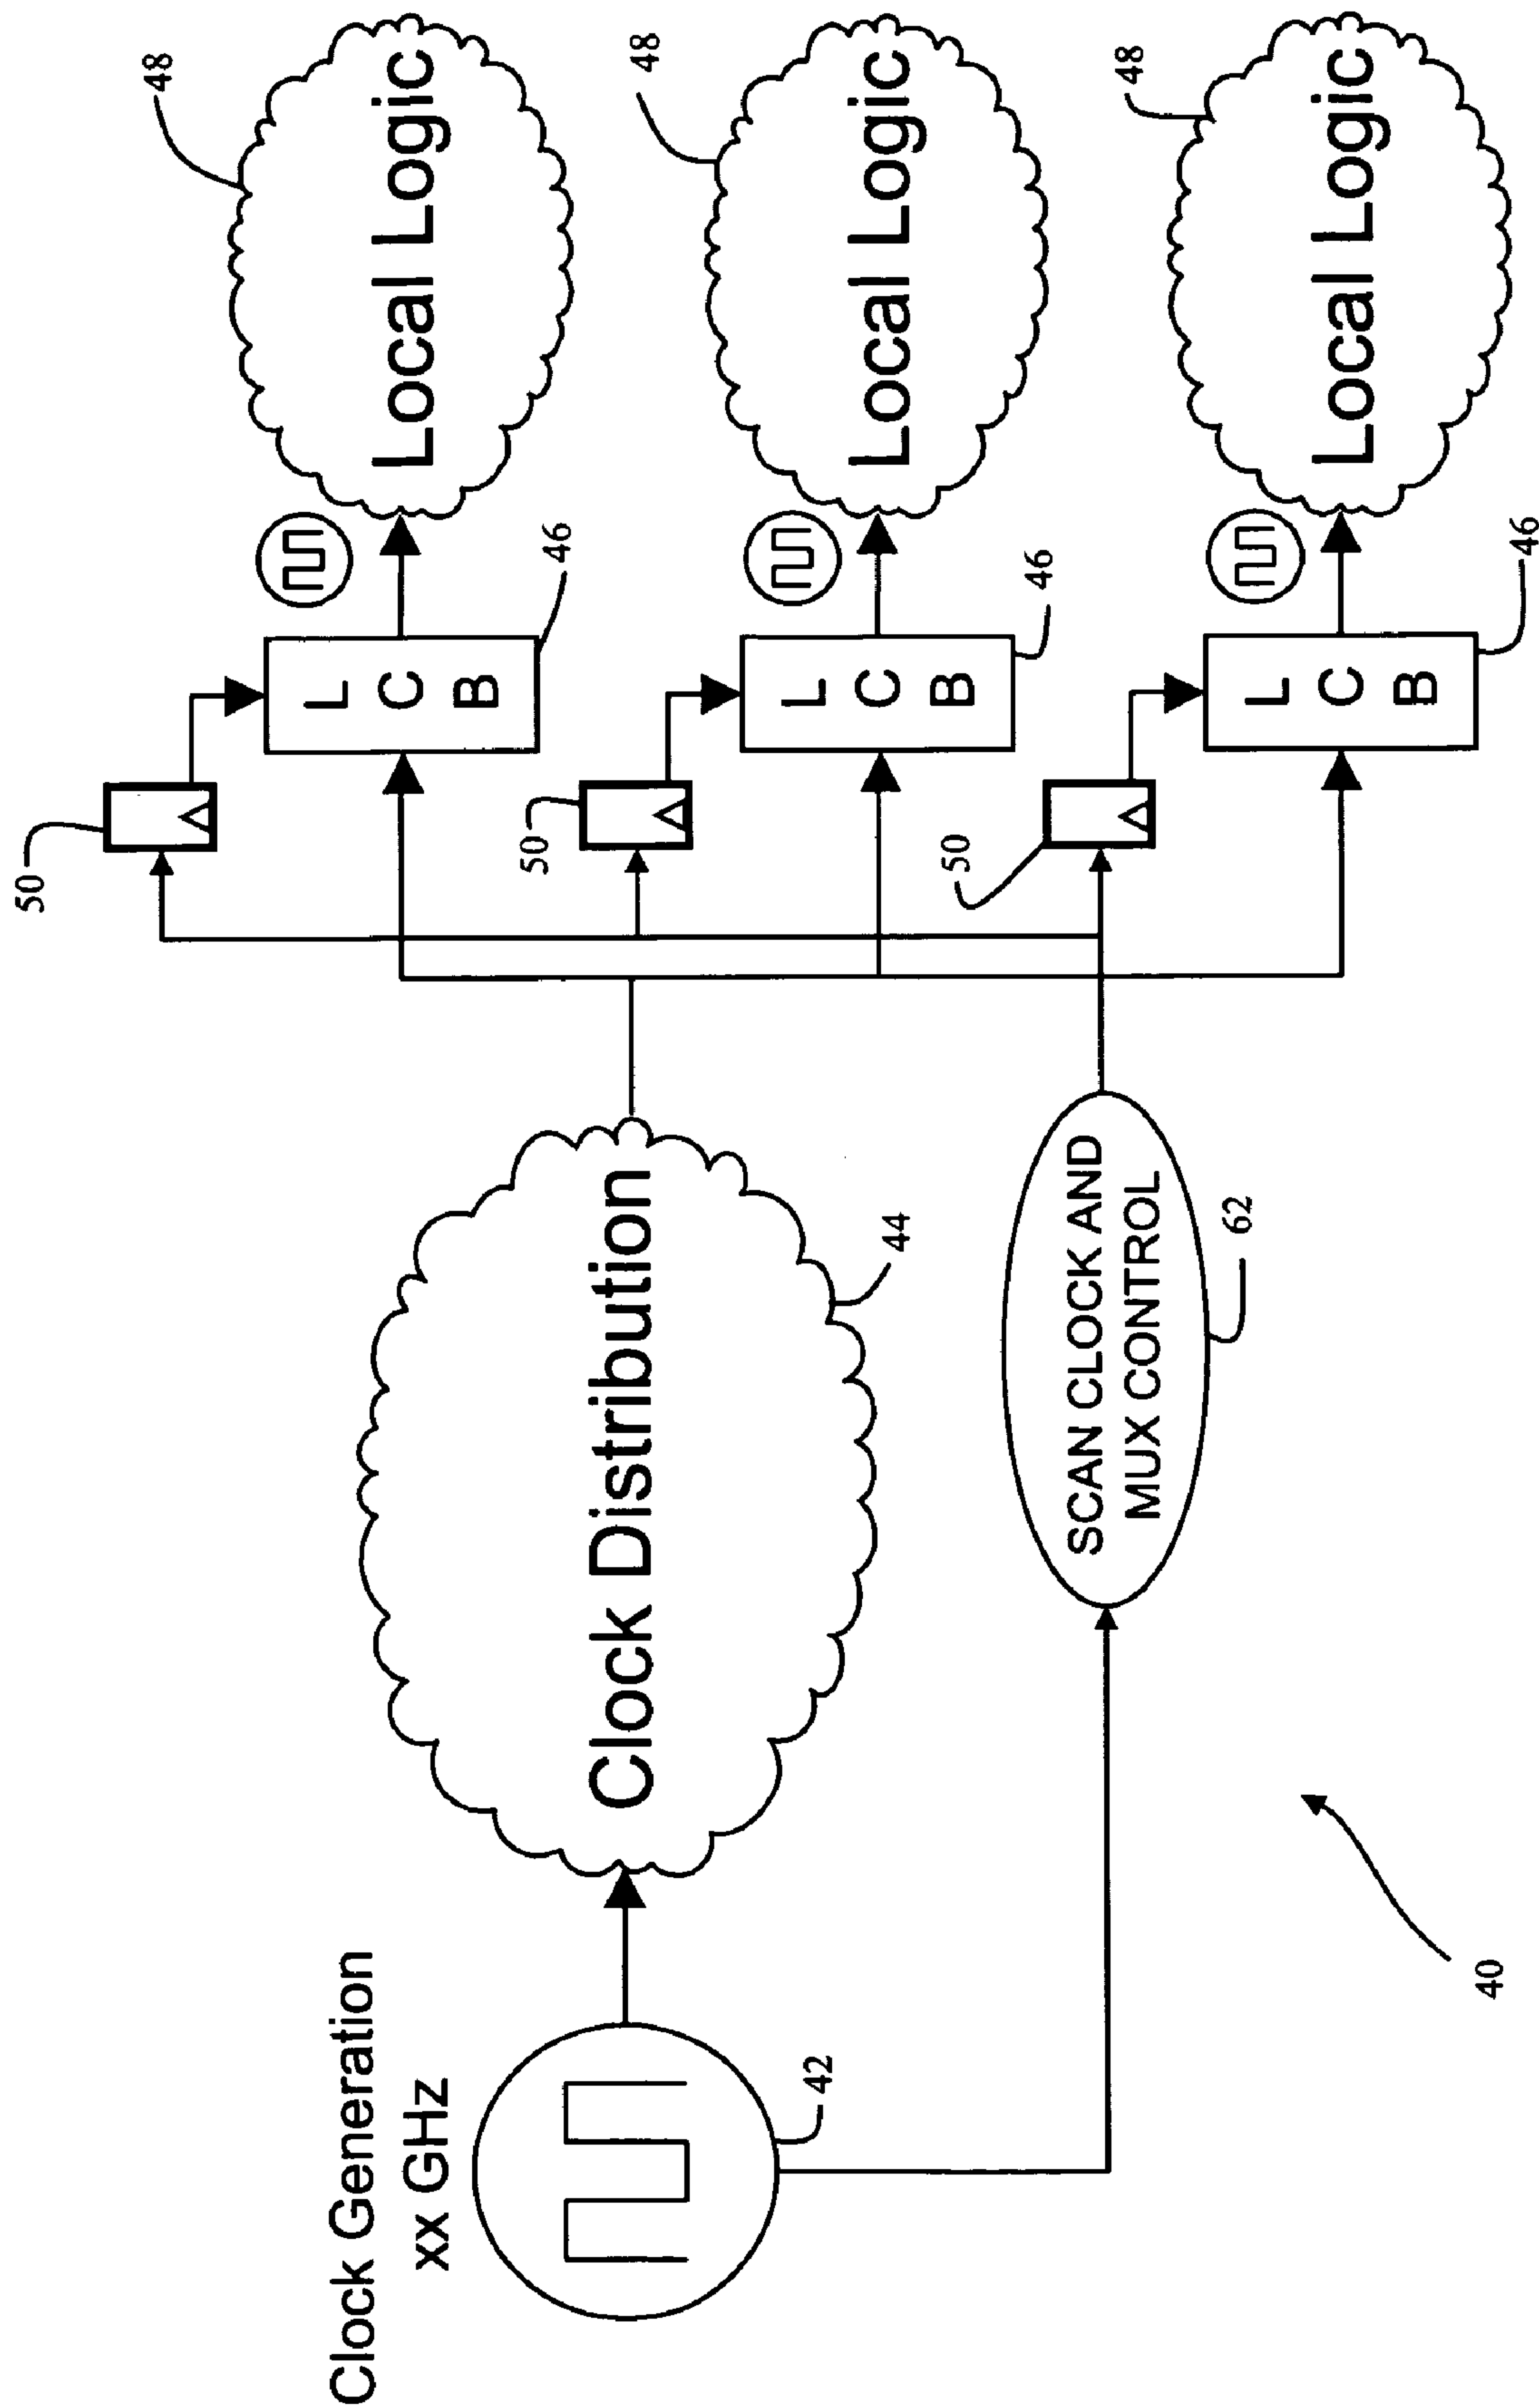 Clock Generation
xx GHz
42
Clock Distribution
44
SCAN CLOCK AND
MUX CONTROL
62
40
50
L
C
B
46
Local Logic
48
50
L
C
B
46
Local Logic
48
50
L
C
B
46
Local Logic
48